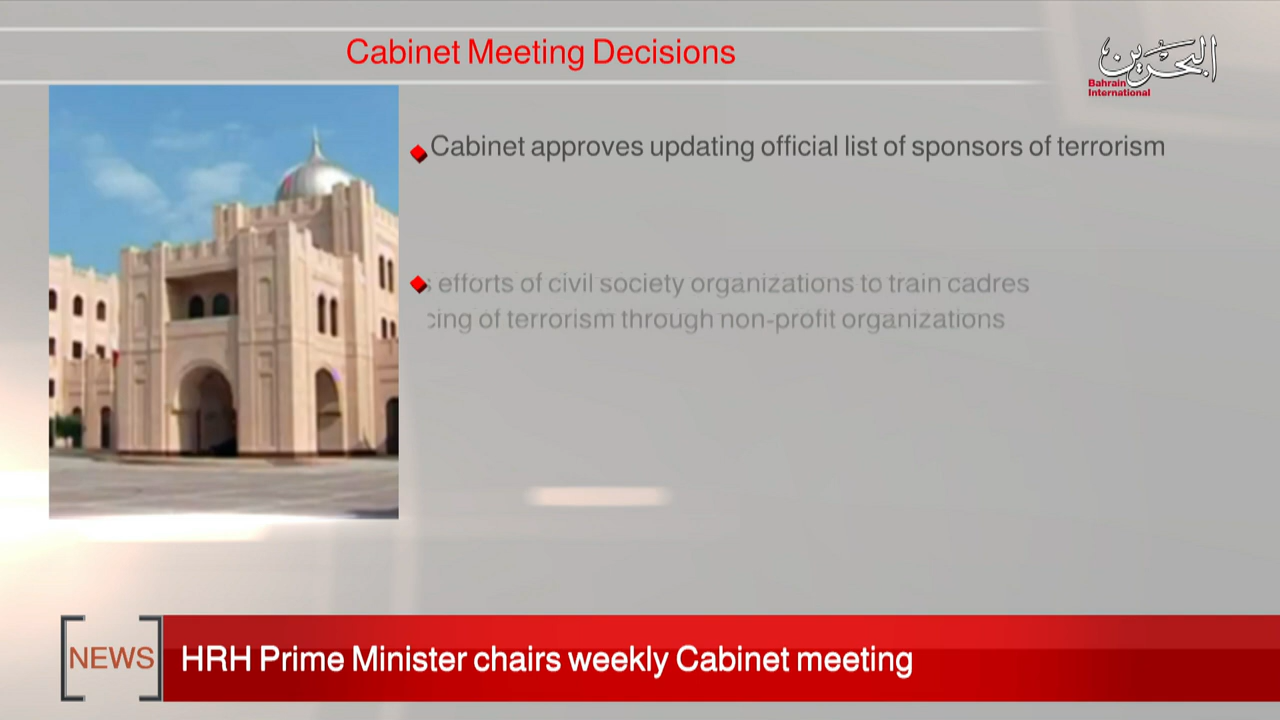 Cabinet Meeting Decisions
البحرين
Bahrain
International
Cabinet approves updating official list of sponsors of terrorism
efforts of civil society organizations to train cadres
of terrorism through non-profit organizations
NEWS
HRH Prime Minister chairs weekly Cabinet meeting